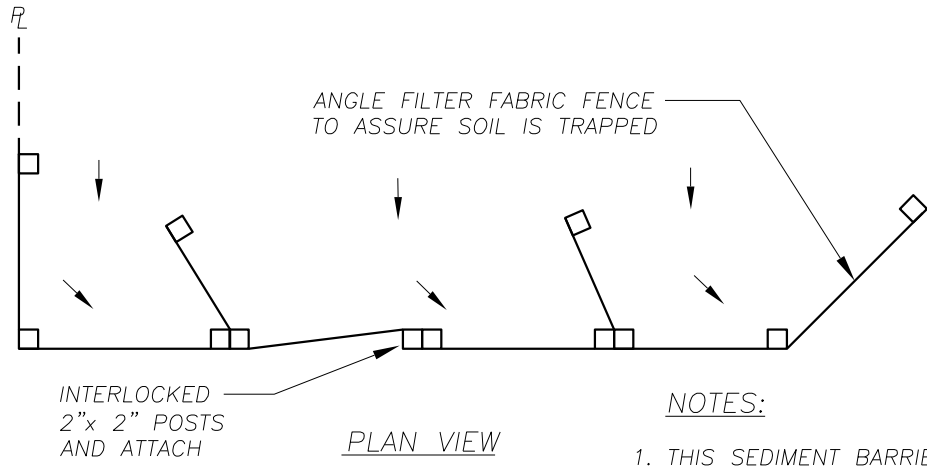 PL
ANGLE FILTER FABRIC FENCE
TO ASSURE SOIL IS TRAPPED
INTERLOCKED
2"x 2" POSTS
AND ATTACH
PLAN VIEW
NOTES:
1. THIS SEDIMENT BARRIE